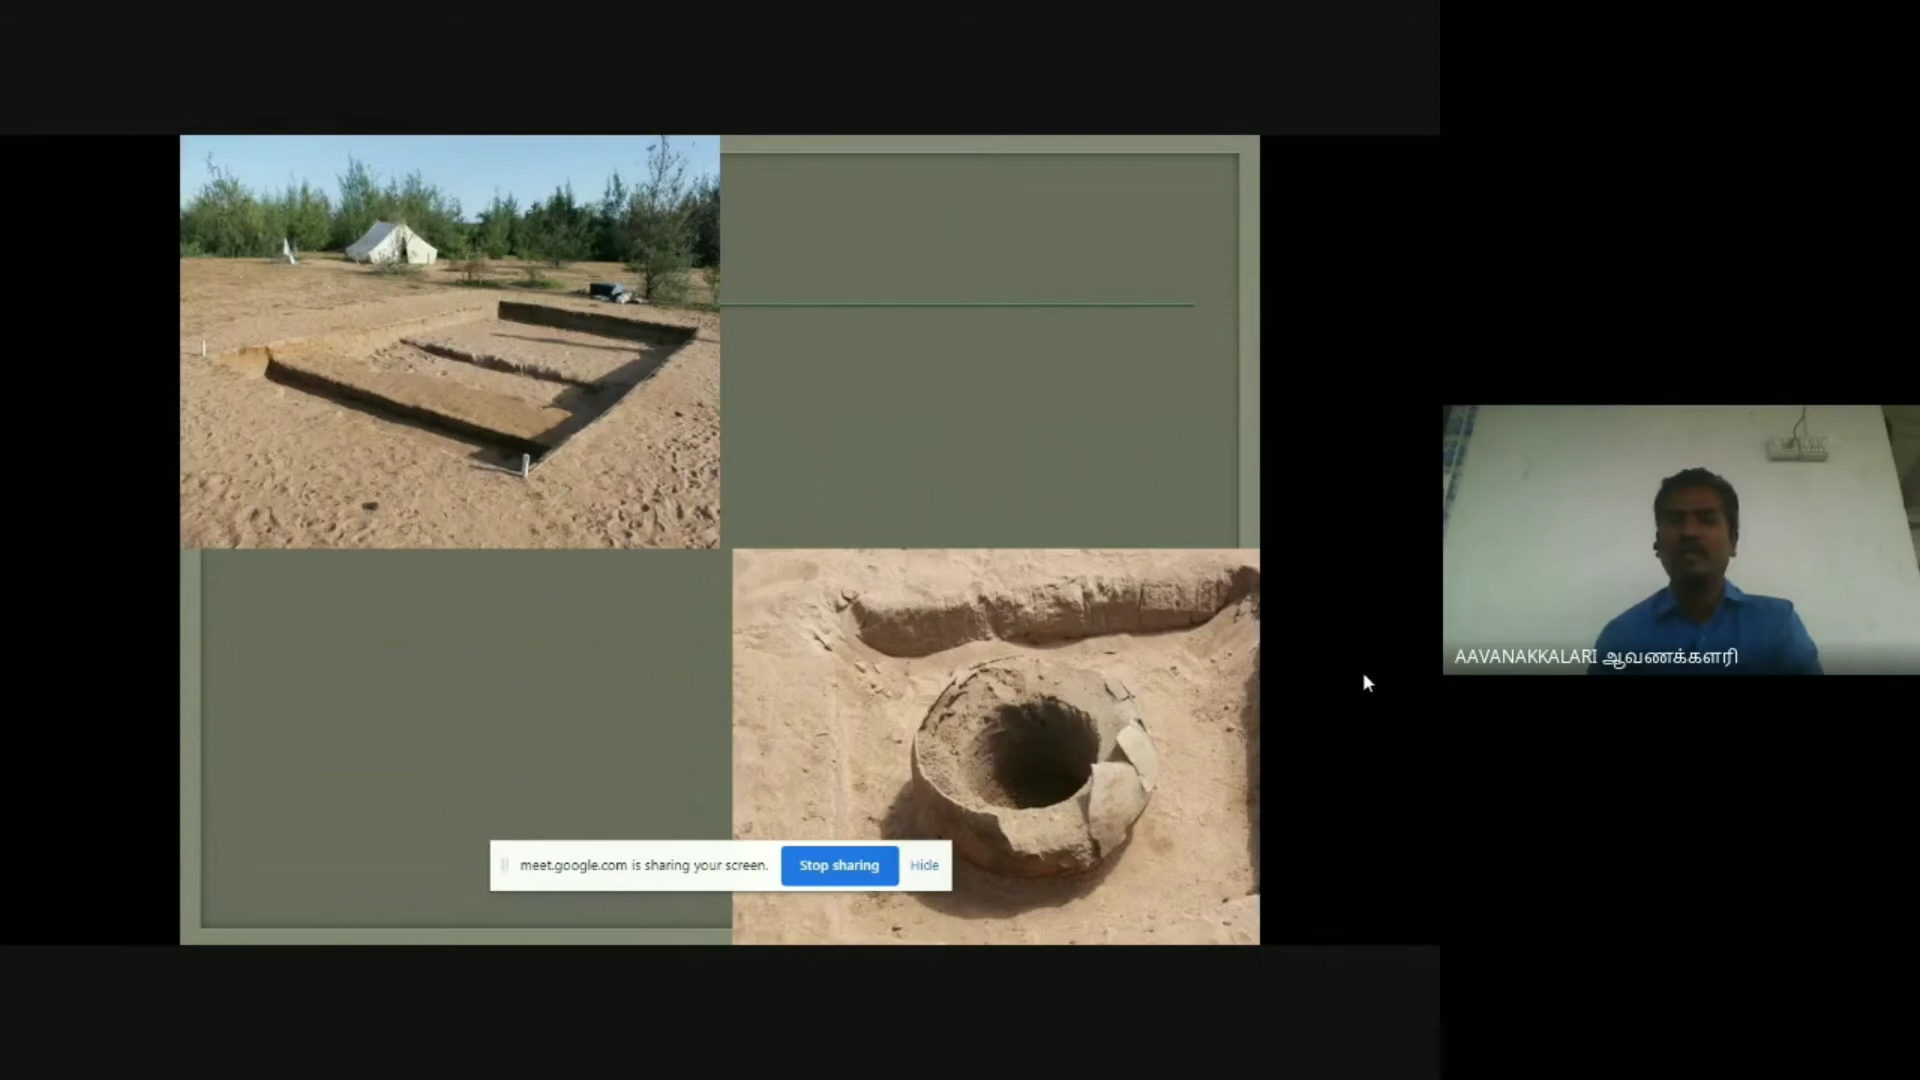 meet.google.com is sharing your screen.
Stop sharing
Hide
AAVANAKKALARI ஆவணக்களரி